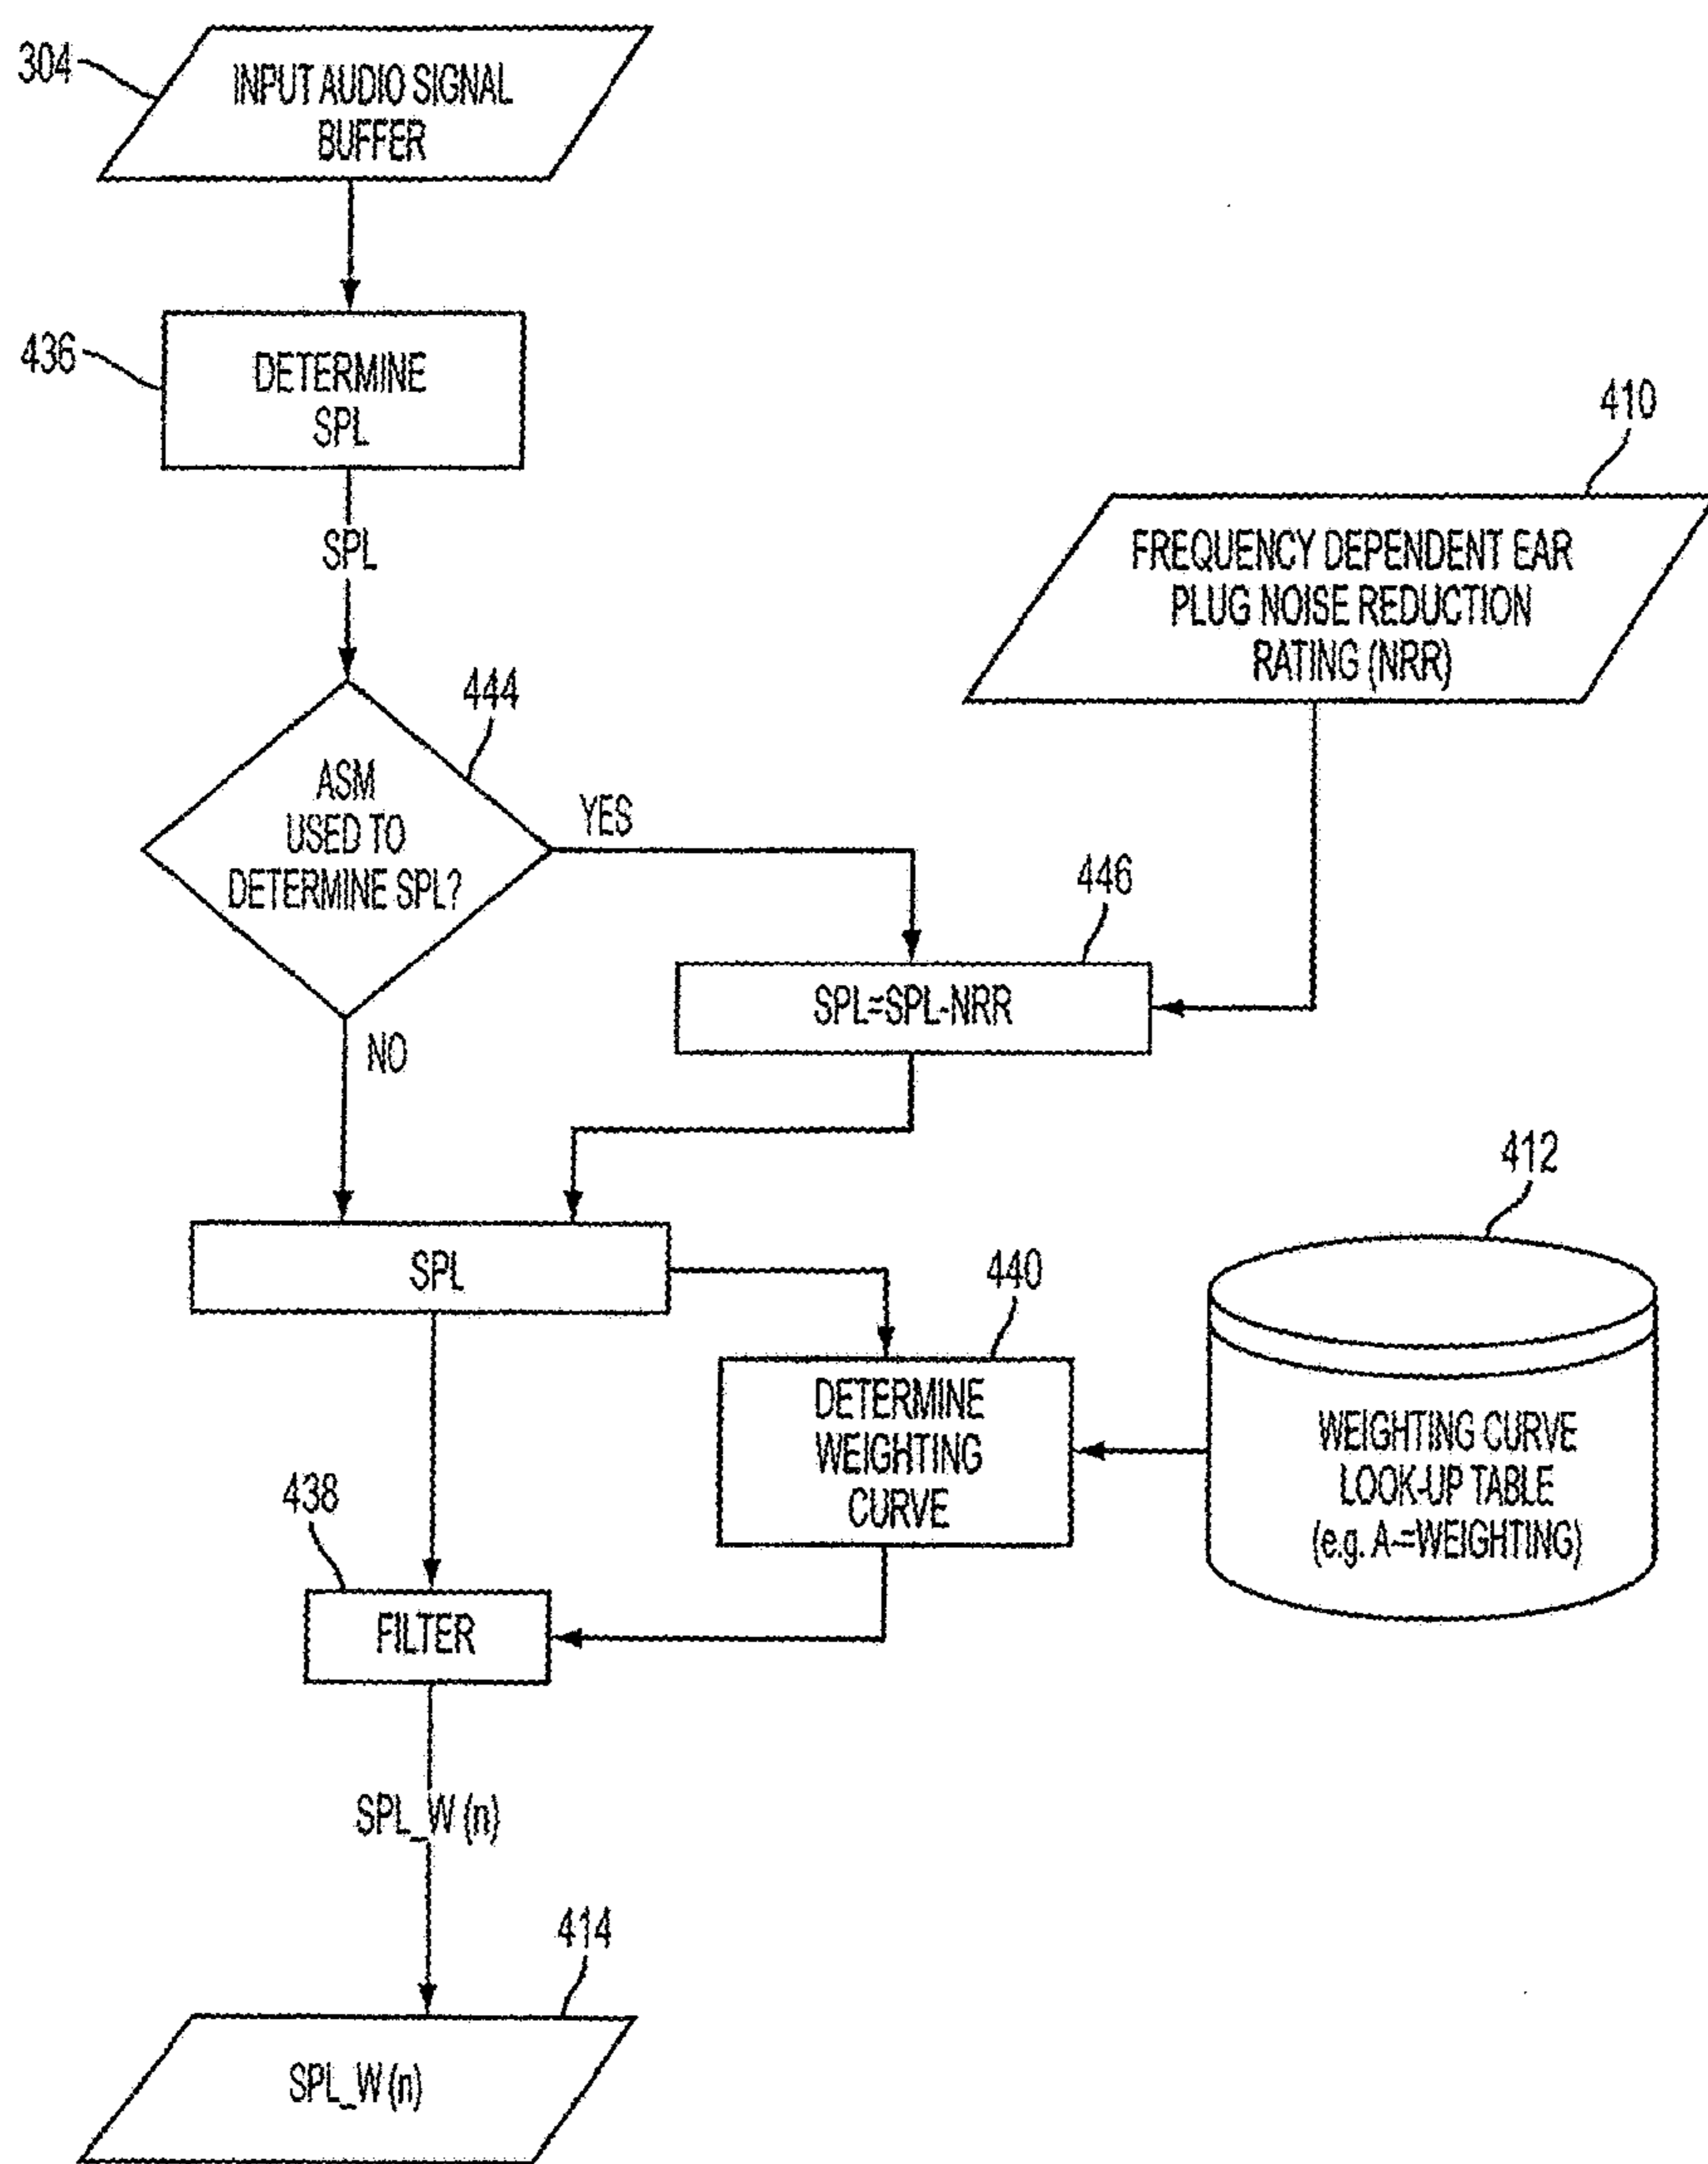 304
INPUT AUDIO SIGNAL
BUFFER
436
DETERMINE
SPL
SPL
410
FREQUENCY DEPENDENT EAR
PLUG NOISE REDUCTION
RATING (NRR)
444
ASM
USED TO
DETERMINE SPL?
YES
NO
446
SPL=SPL-NRR
SPL
412
WEIGHTING CURVE
LOOK-UP TABLE
(e.g. A-=WEIGHTING)
440
DETERMINE
WEIGHTING
CURVE
438
FILTER
SPL_W (n)
414
SPL_W (n)